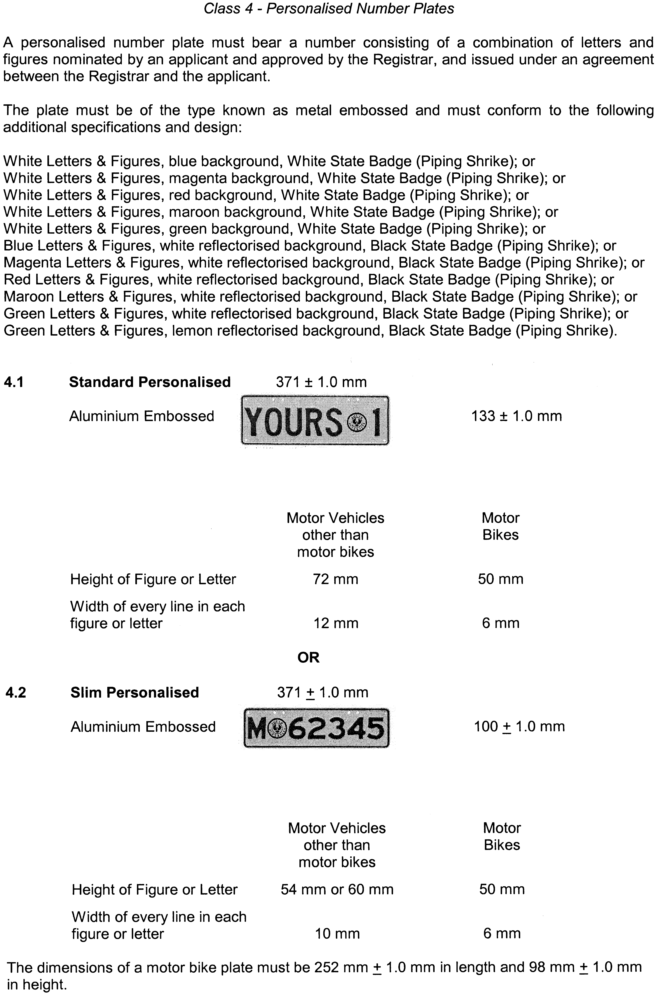 Class 4 - Personalised Number Plates
A personalised number plate must bear a number consisting of a combination of letters and
figures nominated by an applicant and approved by the Registrar, and issued under an agreement
between the Registrar and the applicant.
The plate must be of the type known as metal embossed and must conform to the following
additional specifications and design:
White Letters & Figures, blue background, White State Badge (Piping Shrike); or
White Letters & Figures, magenta background, White State Badge (Piping Shrike); or
White Letters & Figures, red background, White State Badge (Piping Shrike); or
White Letters & Figures, maroon background, White State Badge (Piping Shrike); or
White Letters & Figures, green background, White State Badge (Piping Shrike); or
Blue Letters & Figures, white reflectorised background, Black State Badge (Piping Shrike); or
Magenta Letters & Figures, white reflectorised background, Black State Badge (Piping Shrike); or
Red Letters & Figures, white reflectorised background, Black State Badge (Piping Shrike); or
Maroon Letters & Figures, white reflectorised background, Black State Badge (Piping Shrike); or
Green Letters & Figures, white reflectorised background, Black State Badge (Piping Shrike); or
Green Letters & Figures, lemon reflectorised background, Black State Badge (Piping Shrike).
4.1 Standard Personalised 371 ± 1.0 mm
Aluminium Embossed YOURS 1 133 ± 1.0 mm
Motor Vehicles Motor
other than Bikes
motor bikes
Height of Figure or Letter 72 mm 50 mm
Width of every line in each
figure or letter 12 mm 6 mm
OR
4.2 Slim Personalised 371 ± 1.0 mm
Aluminium Embossed M 62345 100 ± 1.0 mm
Motor Vehicles Motor
other than Bikes
motor bikes
Height of Figure or Letter 54 mm or 60 mm 50 mm
Width of every line in each
figure or letter 10 mm 6 mm
The dimensions of a motor bike plate must be 252 mm ± 1.0 mm in length and 98 mm ± 1.0 mm
in height.